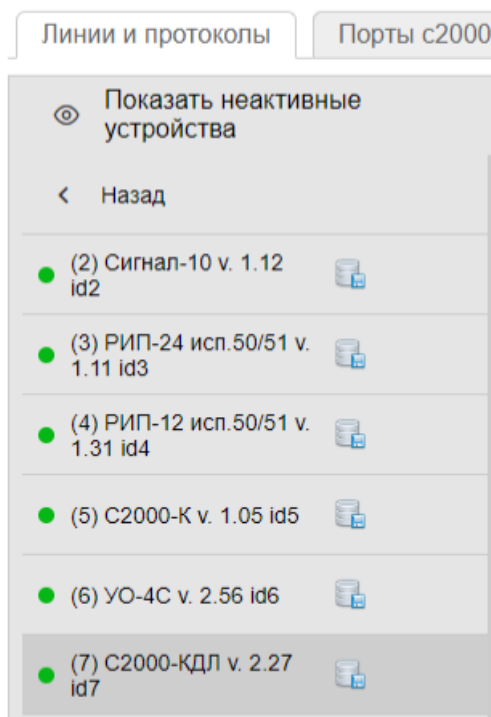 Линии и протоколы
Порты с2000
Показать неактивные
устройства
Назад
(2) Сигнал-10 v. 1.12
id2
(3) РИП-24 исп.50/51 v.
1.11 id3
(4) РИП-12 исп.50/51 v.
1.31 id4
(5) С2000-К v. 1.05 id5
(6) УО-4С v. 2.56 id6
(7) С2000-КДЛ v. 2.27
id7